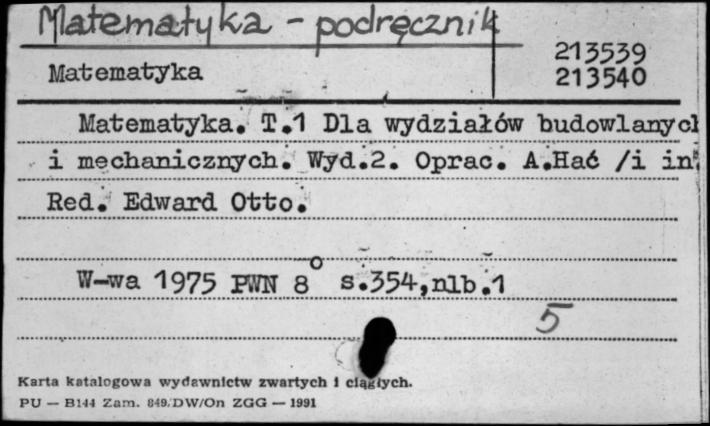 Matematyka - podręcznik
213539
Matematyka
213540
Matematyka. T.1 Dla wydziałów budowlanych
i mechanicznych. Wyd.2. Oprac. A.Hać /i in
Red. Edward Otto.
W-wa 1975 PWN 8° s.354,nlb.1
5
Karta katalogowa wydawnictw zwartych i ciągłych.
PU — B144 Zam. 849/DW/On ZGG — 1991